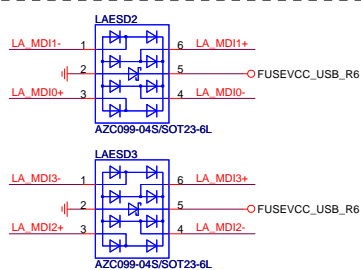 LAESD2
LA_MDI1- 1 6 LA_MDI1+
2 5 FUSEVCC_USB_R6
LA_MDI0+ 3 4 LA_MDI0-
AZC099-04S/SOT23-6L
LAESD3
LA_MDI3- 1 6 LA_MDI3+
2 5 FUSEVCC_USB_R6
LA_MDI2+ 3 4 LA_MDI2-
AZC099-04S/SOT23-6L